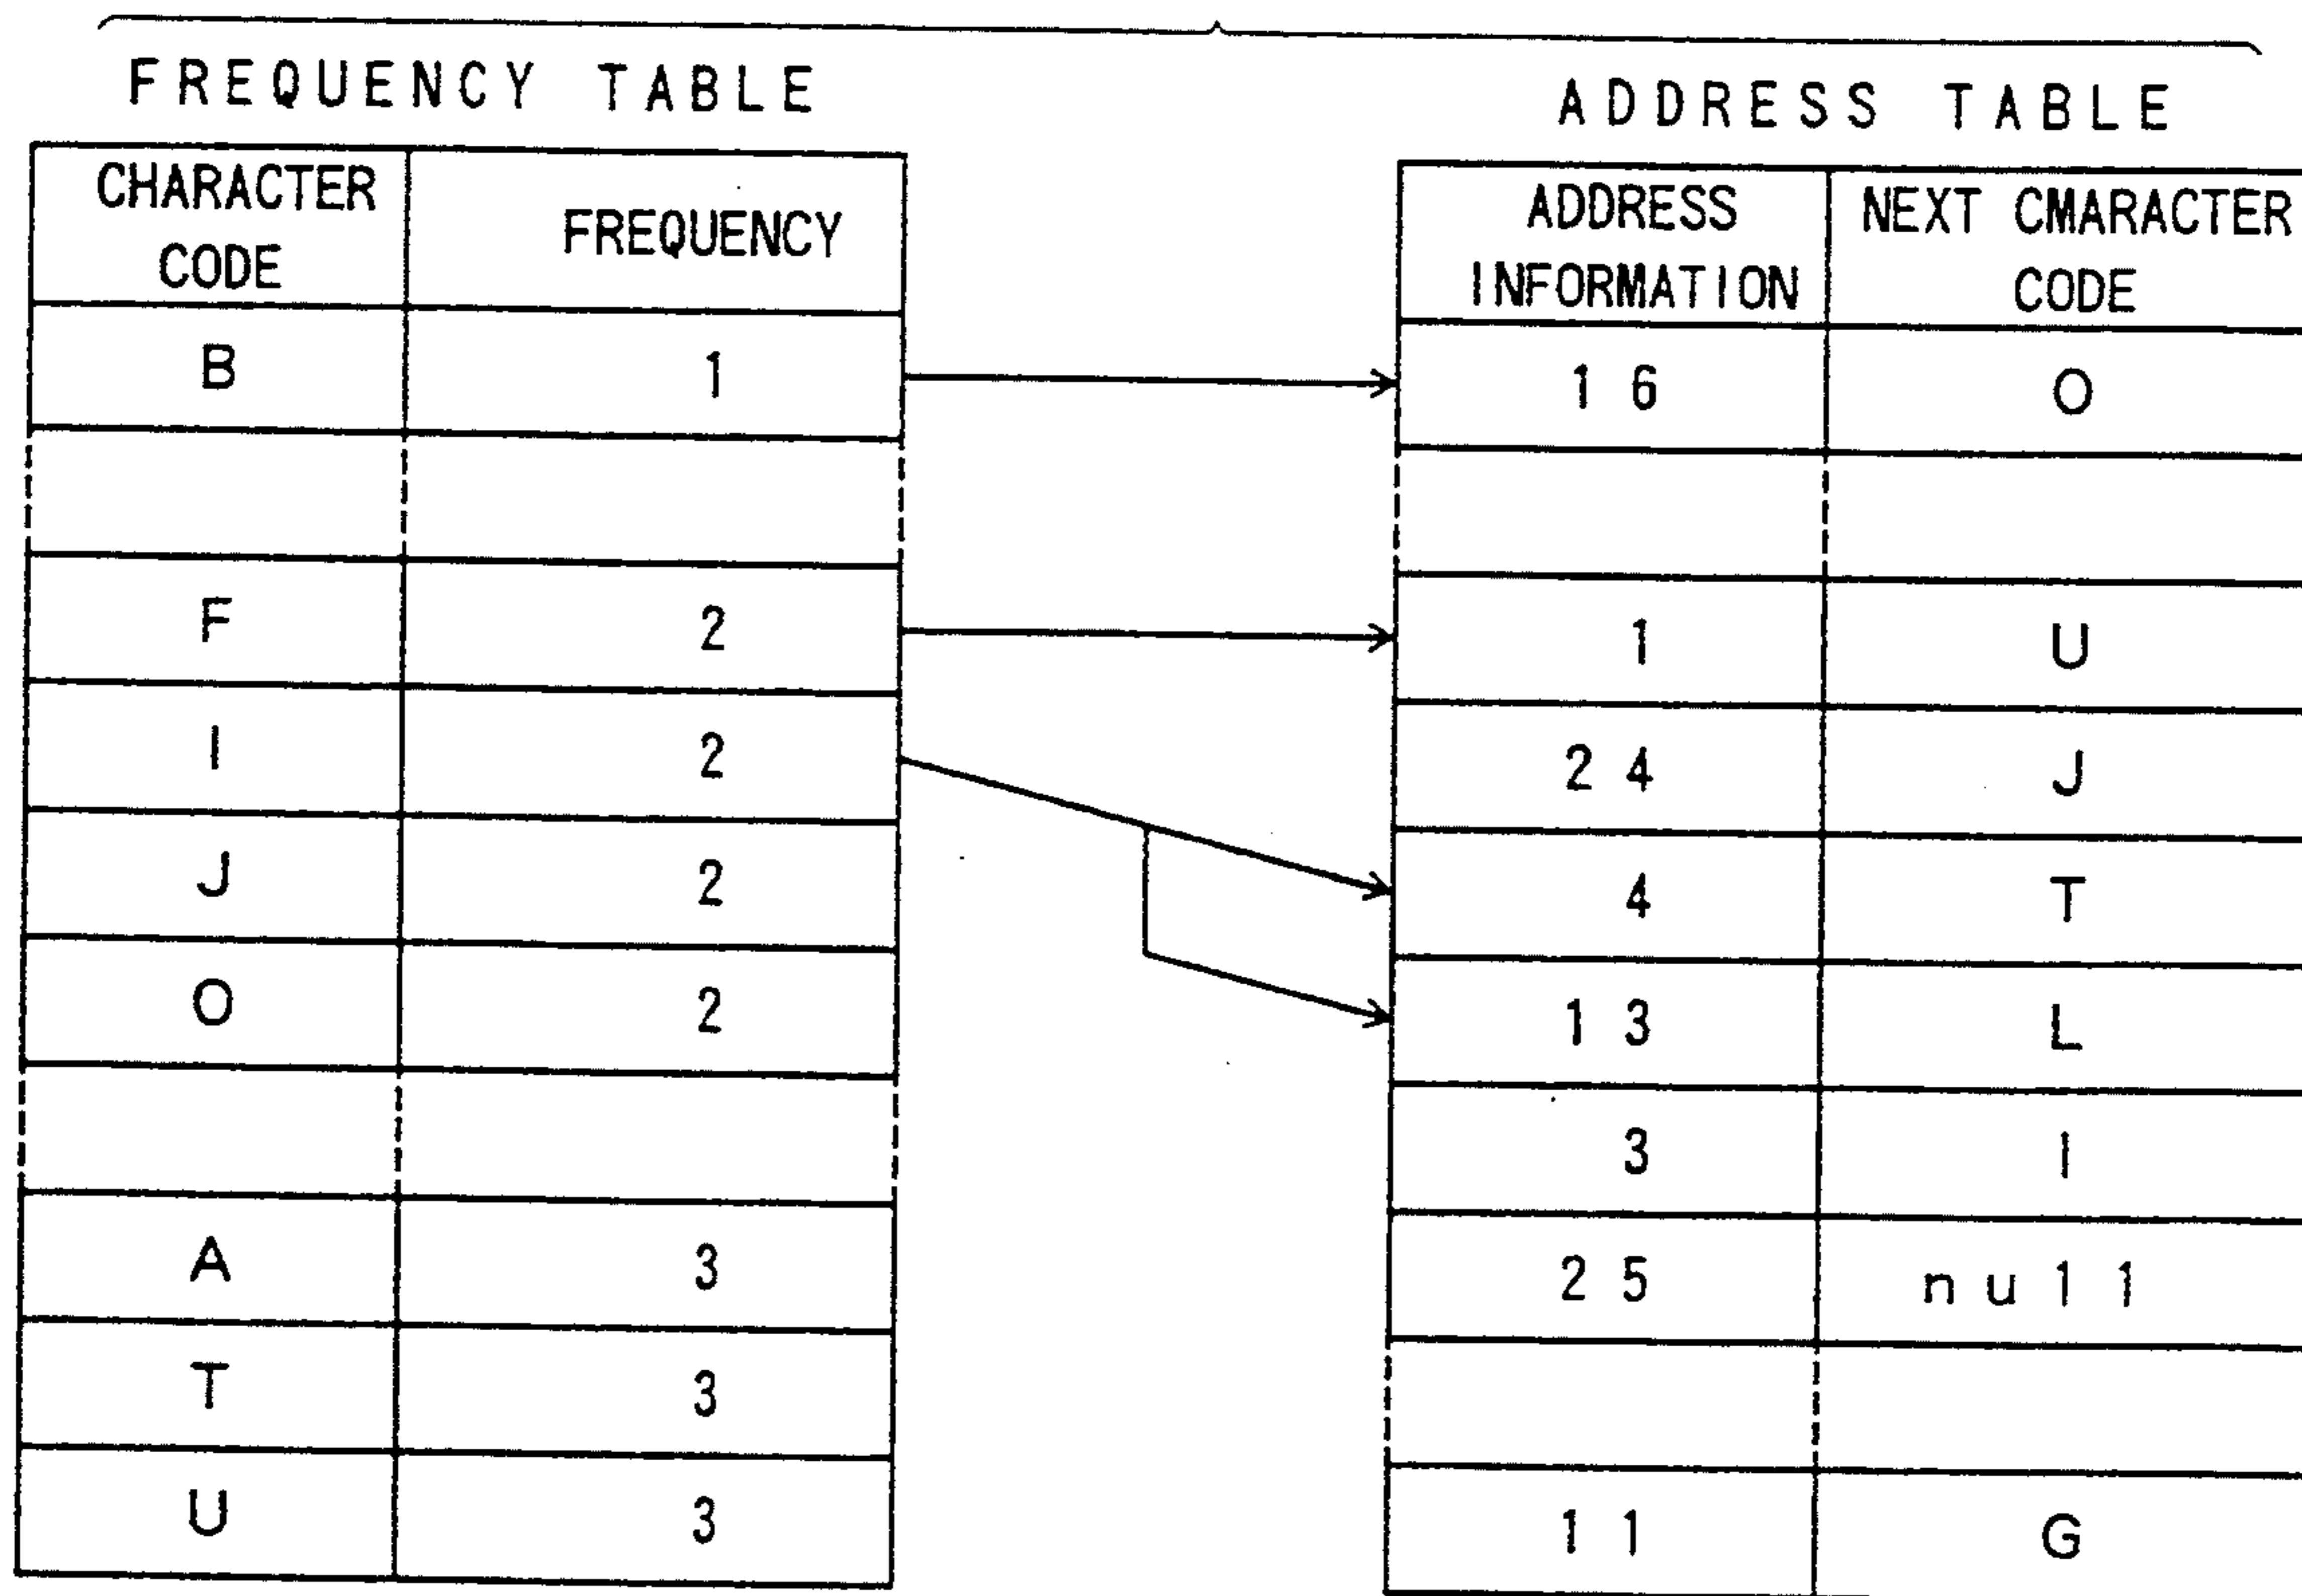 FREQUENCY TABLE
CHARACTER CODE FREQUENCY
B 1
F 2
I 2
J 2
O 2
A 3
T 3
U 3
ADDRESS TABLE
ADDRESS INFORMATION NEXT CMARACTER CODE
16 O
1 U
24 J
4 T
13 L
3 I
25 nu11
11 G